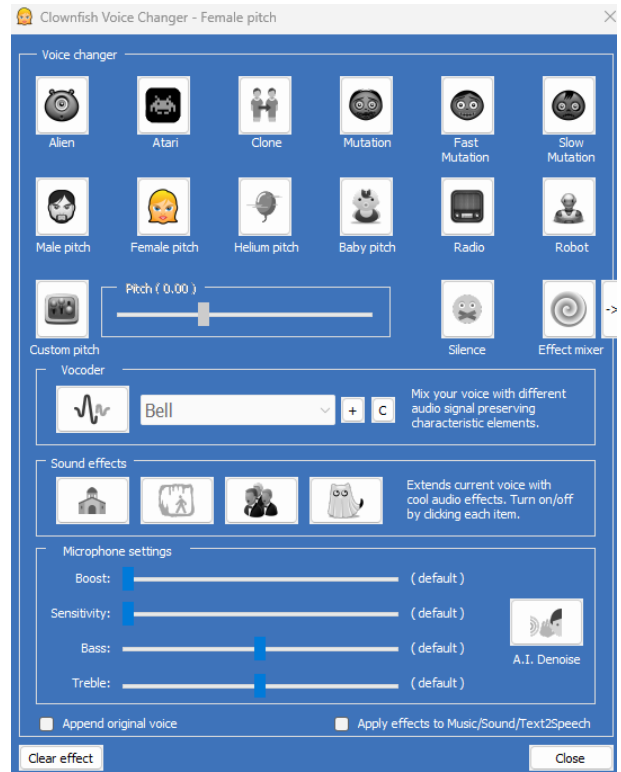 Clownfish Voice Changer - Female pitch
Voice changer
Alien
Atari
Clone
Mutation
Fast
Mutation
Slow
Mutation
Male pitch
Female pitch
Helium pitch
Baby pitch
Radio
Robot
Pitch ( 0.00 )
->
Custom pitch
Silence
Effect mixer
Vocoder
Bell
+
C
Mix your voice with different
audio signal preserving
characteristic elements.
Sound effects
Extends current voice with
cool audio effects. Turn on/off
by clicking each item.
Microphone settings
Boost:
( default )
Sensitivity:
( default )
Bass:
( default )
Treble:
( default )
A.I. Denoise
Append original voice
Apply effects to Music/Sound/Text2Speech
Clear effect
Close